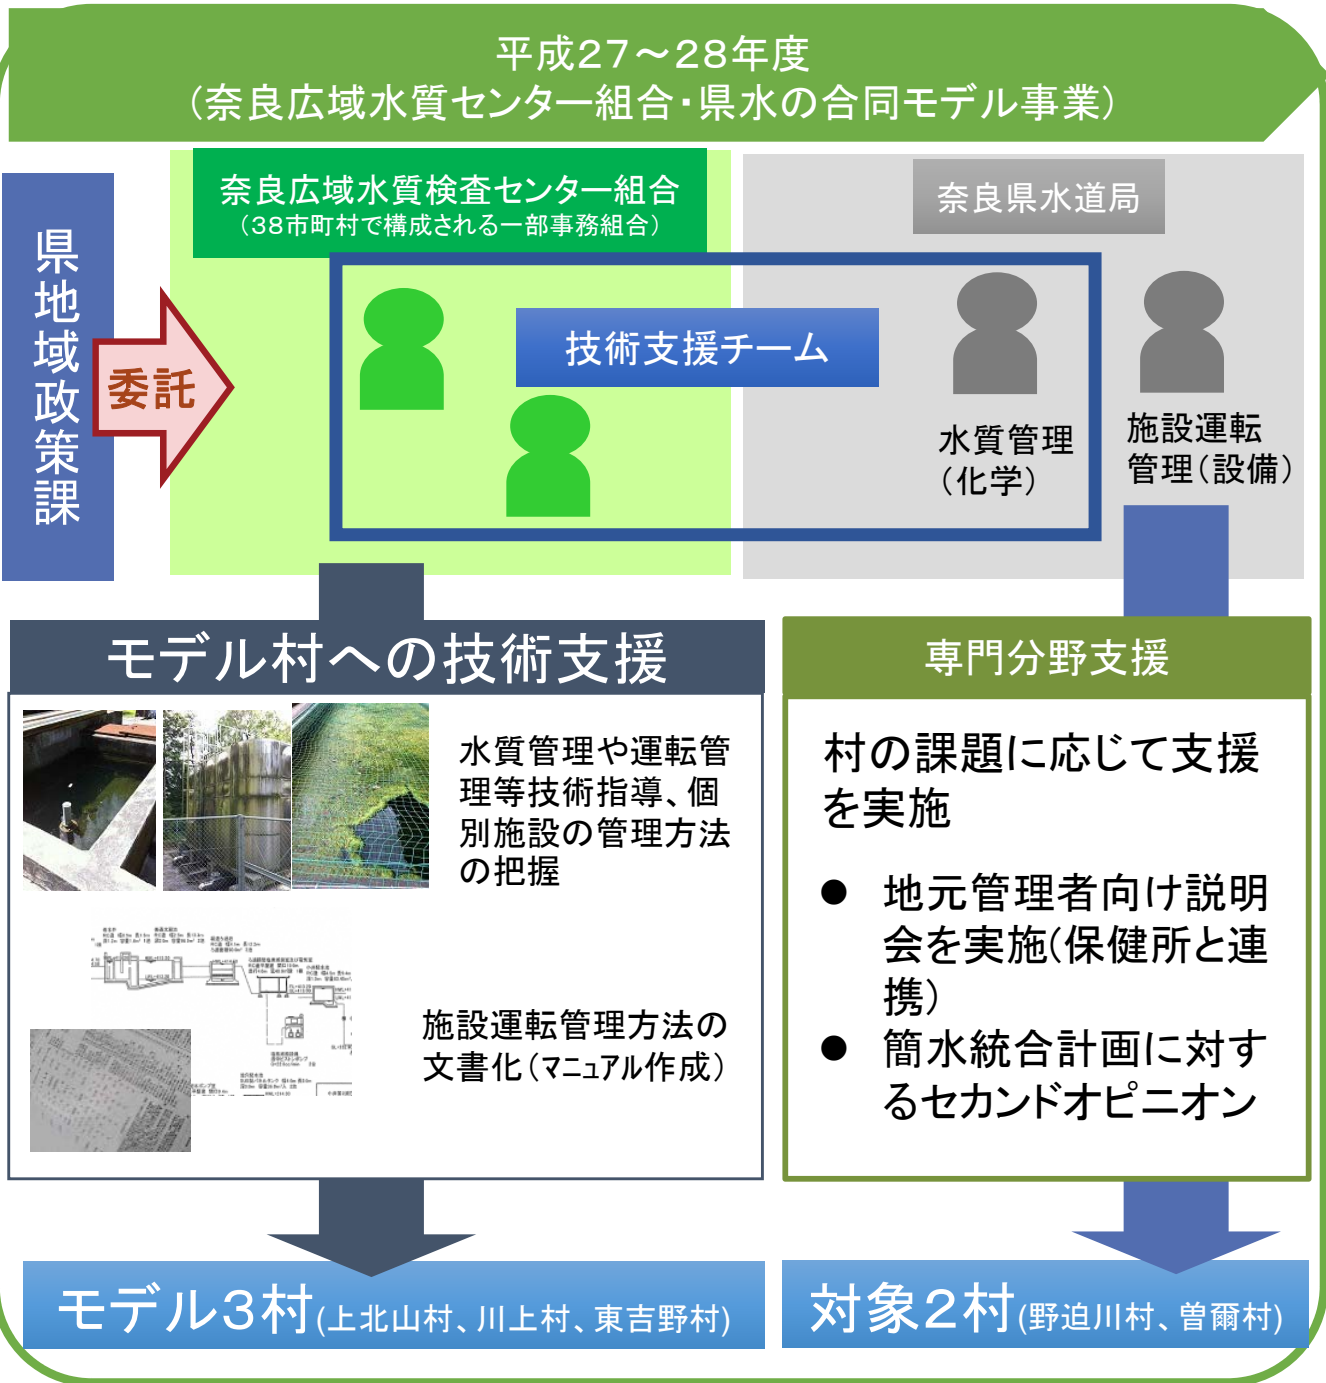 平成27～28年度
（奈良広域水質センター組合・県水の合同モデル事業）
奈良広域水質検査センター組合
（38市町村で構成される一部事務組合）
奈良県水道局
県地域政策課
委託
技術支援チーム
水質管理
（化学）
施設運転
管理（設備）
モデル村への技術支援
水質管理や運転管
理等技術指導、個
別施設の管理方法
の把握
施設運転管理方法の
文書化（マニュアル作成）
専門分野支援
村の課題に応じて支援
を実施
● 地元管理者向け説明
会を実施(保健所と連
携)
● 簡水統合計画に対す
るセカンドオピニオン
モデル3村(上北山村、川上村、東吉野村)
対象2村(野迫川村、曽爾村)